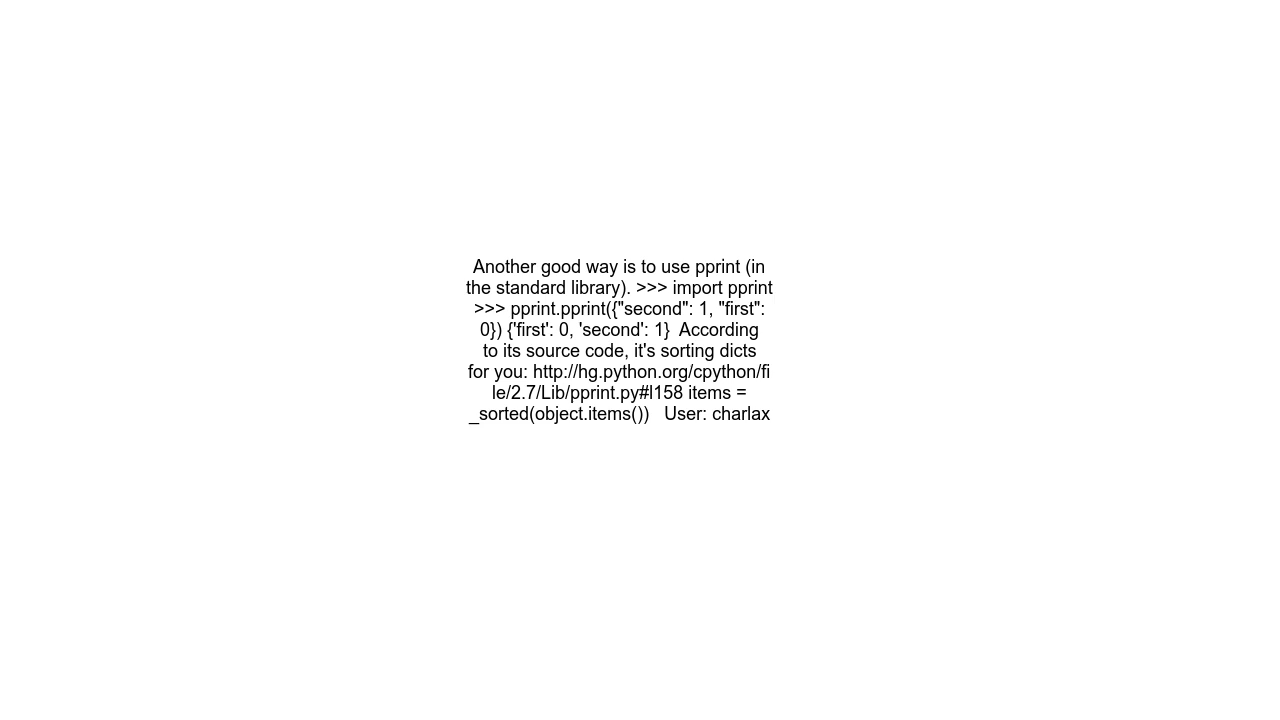 Another good way is to use pprint (in
the standard library). >>> import pprint
>>> pprint.pprint({"second": 1, "first":
0}) {'first': 0, 'second': 1}  According
to its source code, it's sorting dicts
for you: http://hg.python.org/cpython/fi
le/2.7/Lib/pprint.py#l158 items =
_sorted(object.items())   User: charlax